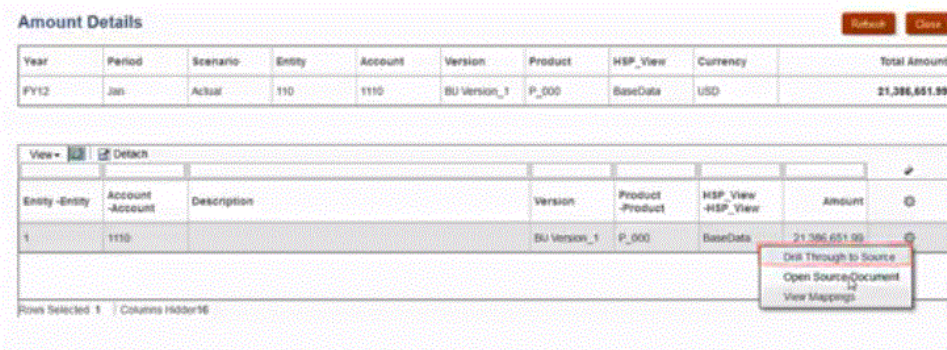 Amount Details
Refresh Close
Year Period Scenario Entity Account Version Product HSP_View Currency Total Amount
FY12 Jan Actual 110 1110 BU Version_1 P_000 BaseData USD 21,386,651.99
View Detach
Entity -Entity Account -Account Description Version Product -Product HSP_View -HSP_View Amount
1 1110 BU Version_1 P_000 BaseData 21,386,651.99
Drill Through to Source
Open Source Document
View Mappings
Rows Selected 1 Columns Hidden 16